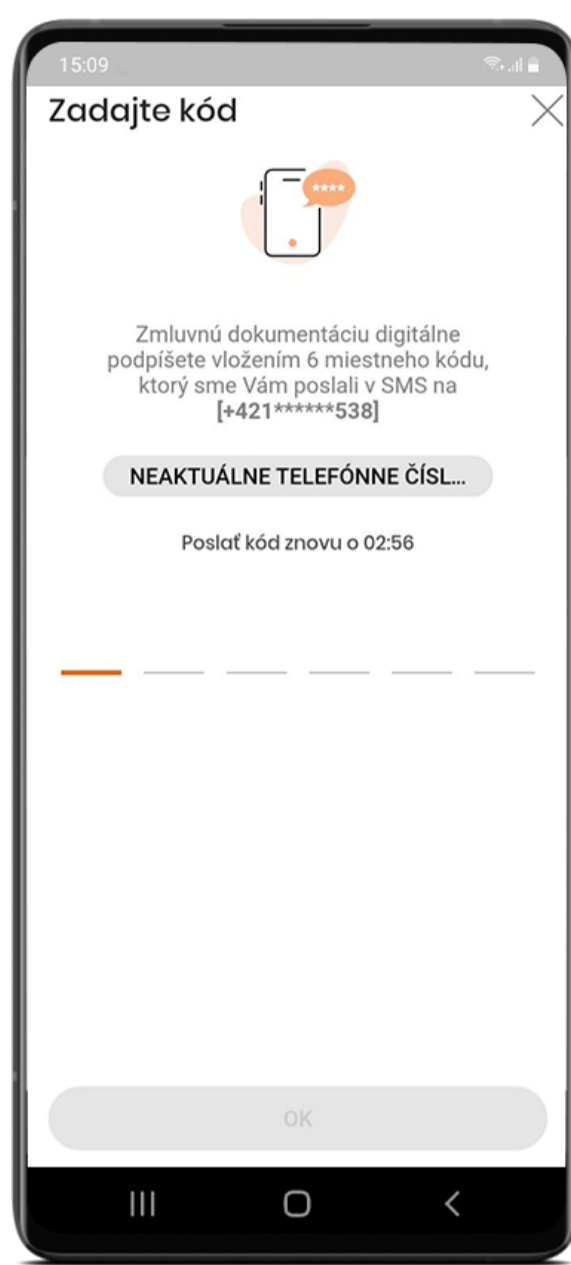 15:09
Zadajte kód
****
Zmluvnú dokumentáciu digitálne
podpíšete vložením 6 miestneho kódu,
ktorý sme Vám poslali v SMS na
[+421******538]
NEAKTUÁLNE TELEFÓNNE ČÍSL...
Poslať kód znovu o 02:56
OK